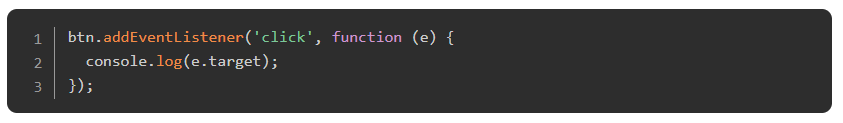 1 btn.addEventListener('click', function (e) {
2   console.log(e.target);
3 });